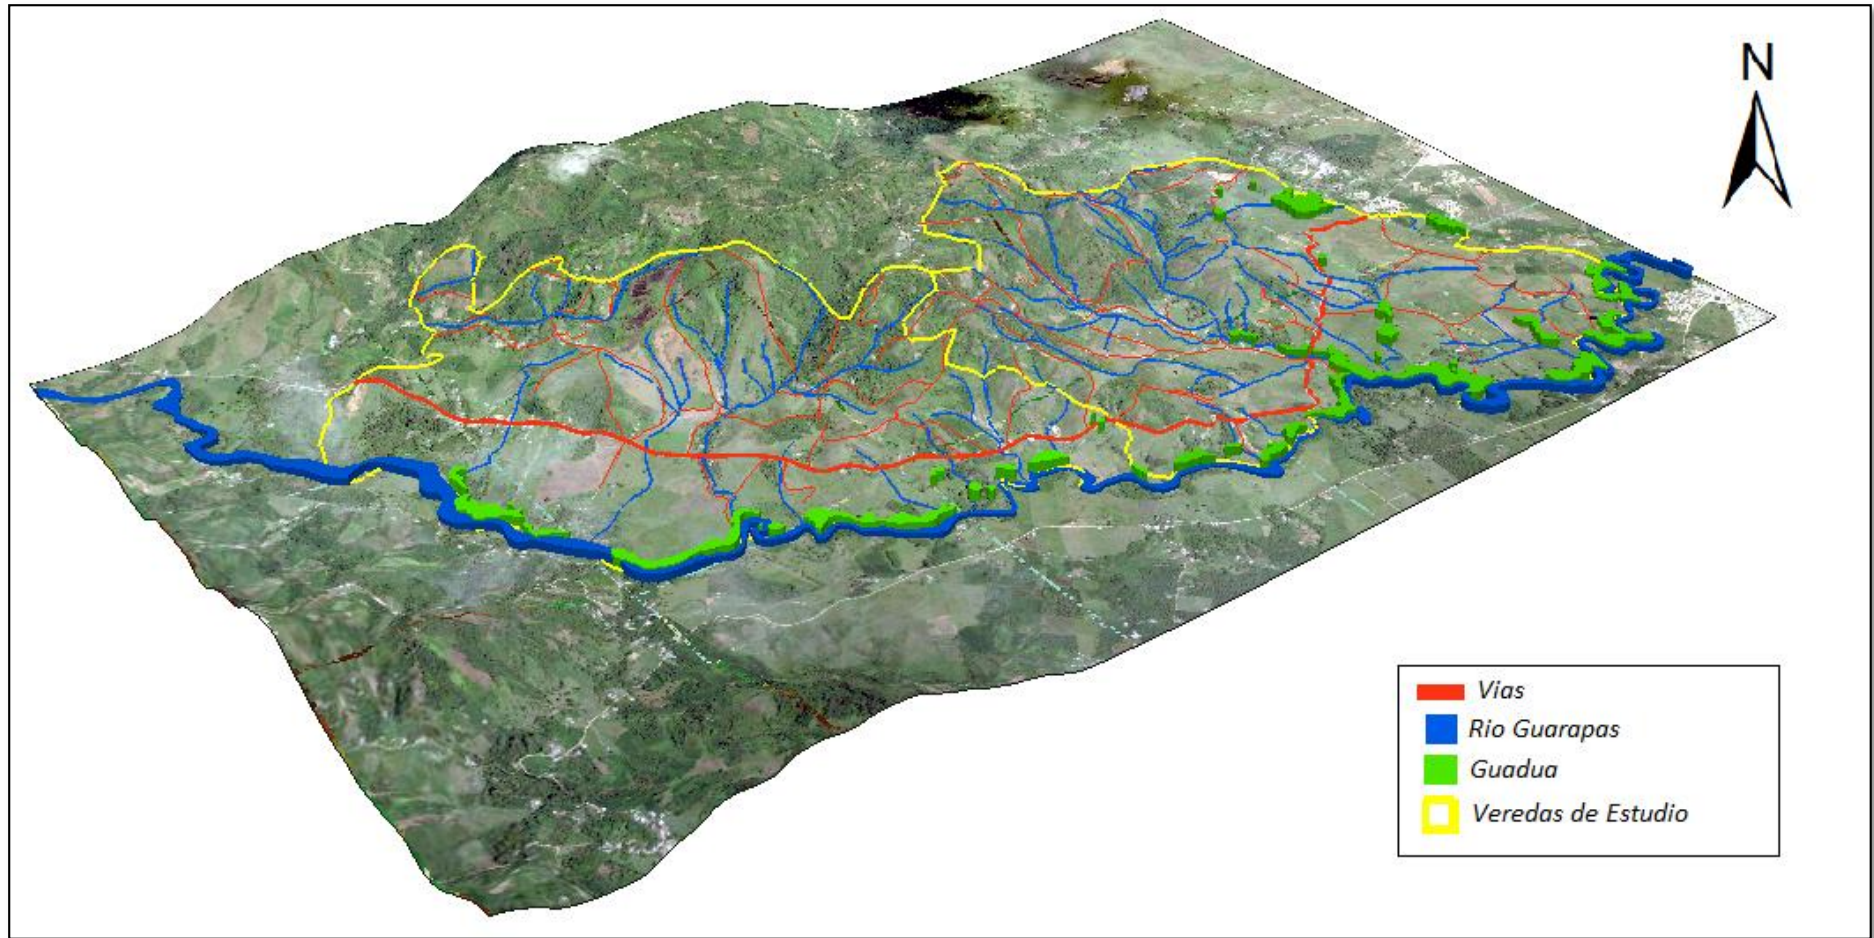 N
Vias
Rio Guarapas
Guadua
Veredas de Estudio